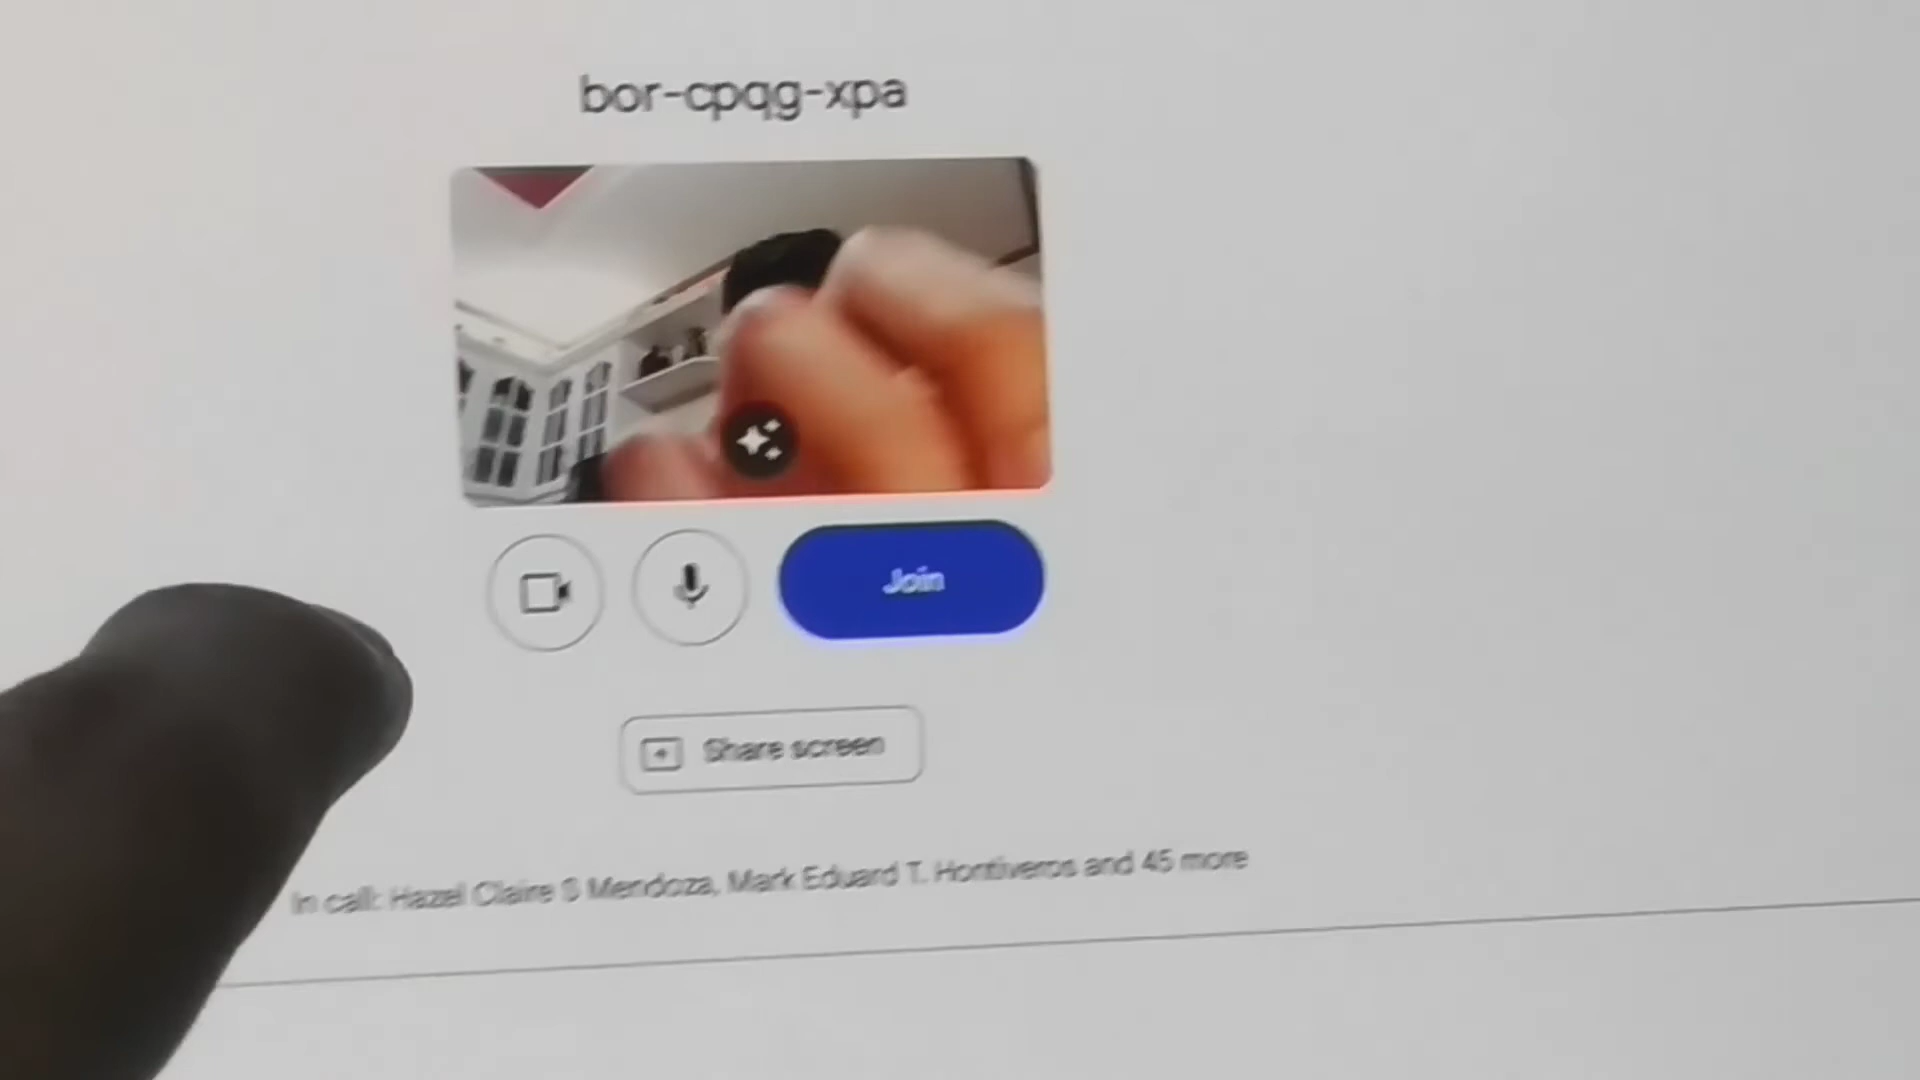 bor-cpqg-xpa
Join
Share screen
In call: Hazel Claire S Mendoza, Mark Eduard T. Hontiveros and 45 more